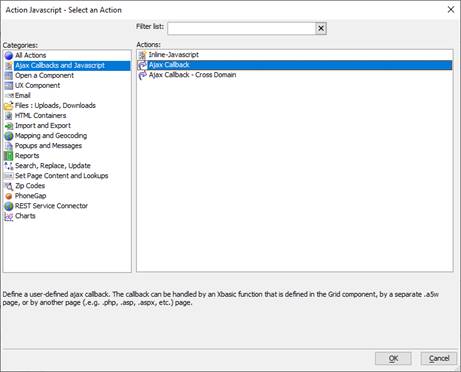 Action Javascript - Select an Action
Filter list:
Categories:
Actions:
All Actions
Ajax Callbacks and Javascript
Open a Component
UX Component
Email
Files : Uploads, Downloads
HTML Containers
Import and Export
Mapping and Geocoding
Popups and Messages
Reports
Search, Replace, Update
Set Page Content and Lookups
Zip Codes
PhoneGap
REST Service Connector
Charts
Inline-Javascript
Ajax Callback
Ajax Callback - Cross Domain
Define a user-defined ajax callback. The callback can be handled by an Xbasic function that is defined in the Grid component, by a separate .a5w
page, or by another page (.e.g. .php, .asp, .aspx, etc.) page.
OK
Cancel